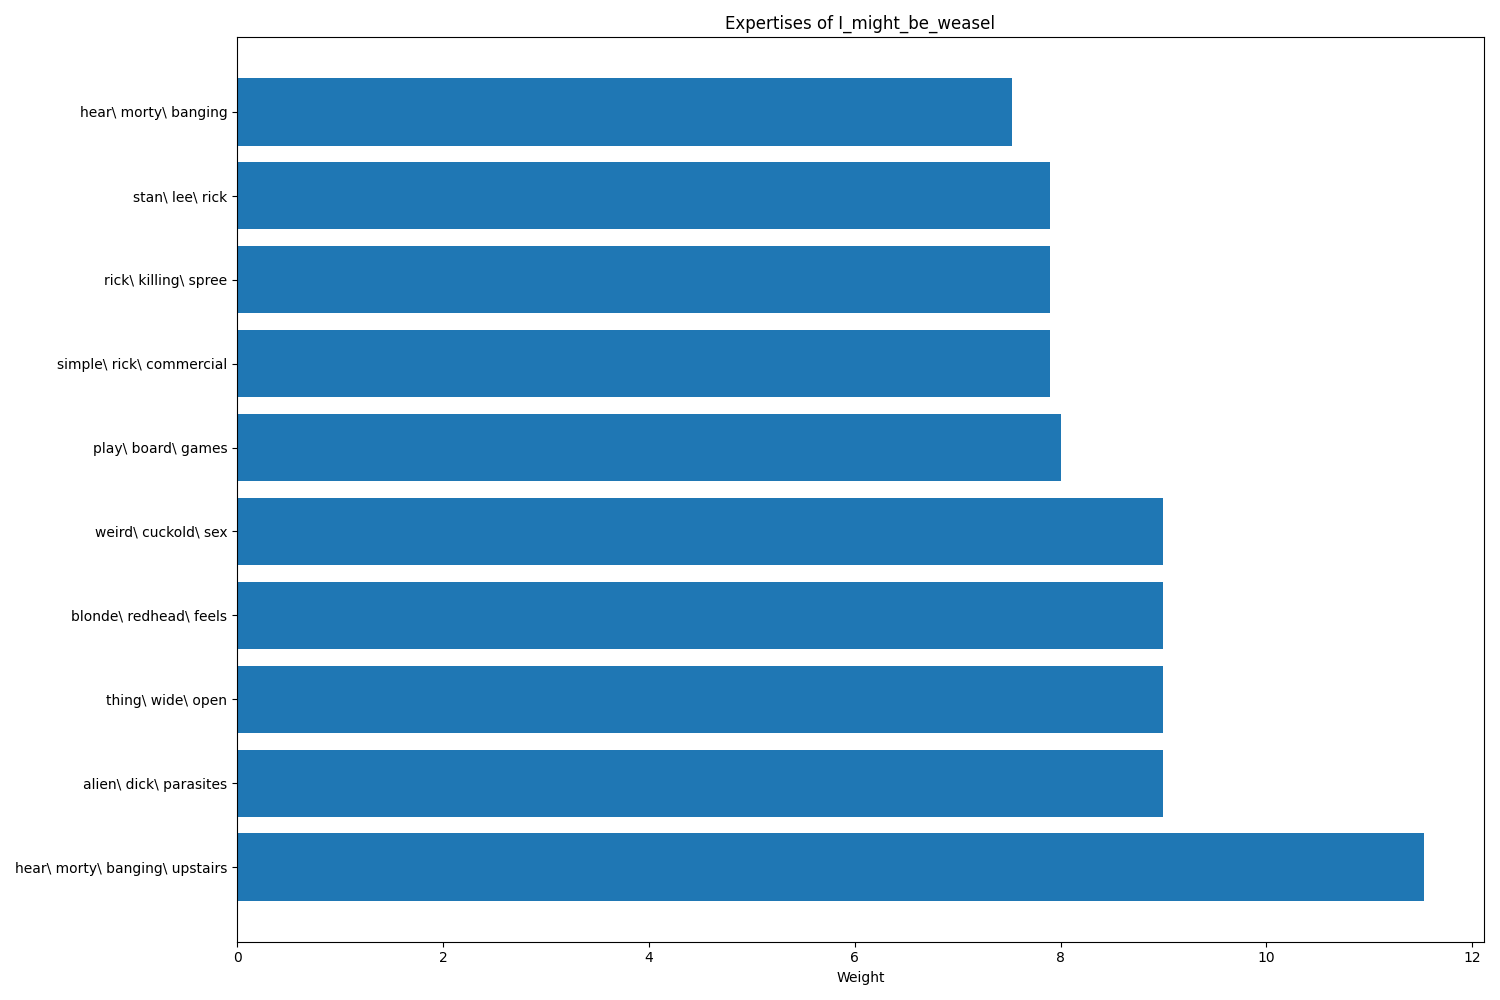 Expertises of I_might_be_weasel
hear\ morty\ banging
stan\ lee\ rick
rick\ killing\ spree
simple\ rick\ commercial
play\ board\ games
weird\ cuckold\ sex
blonde\ redhead\ feels
thing\ wide\ open
alien\ dick\ parasites
hear\ morty\ banging\ upstairs
0 2 4 6 8 10 12
Weight